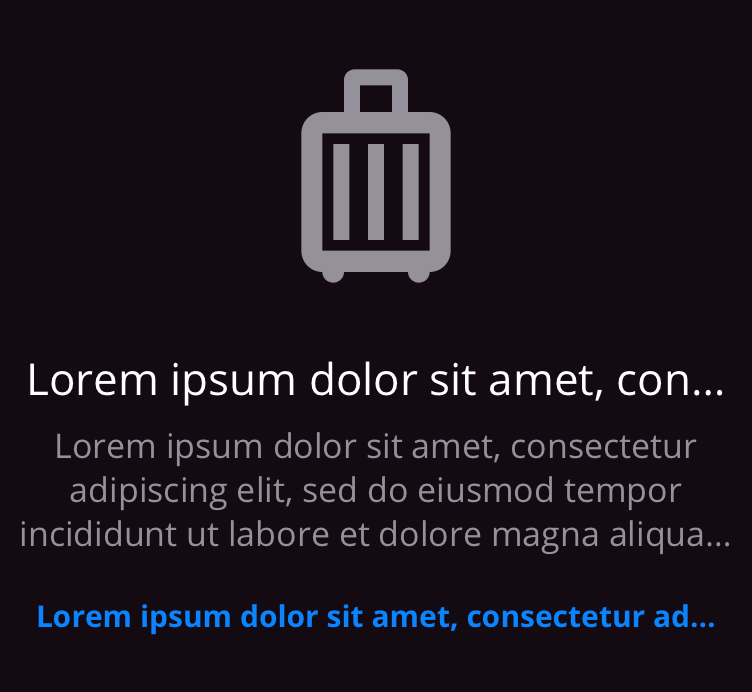 Lorem ipsum dolor sit amet, con...
Lorem ipsum dolor sit amet, consectetur
adipiscing elit, sed do eiusmod tempor
incididunt ut labore et dolore magna aliqua...
Lorem ipsum dolor sit amet, consectetur ad...